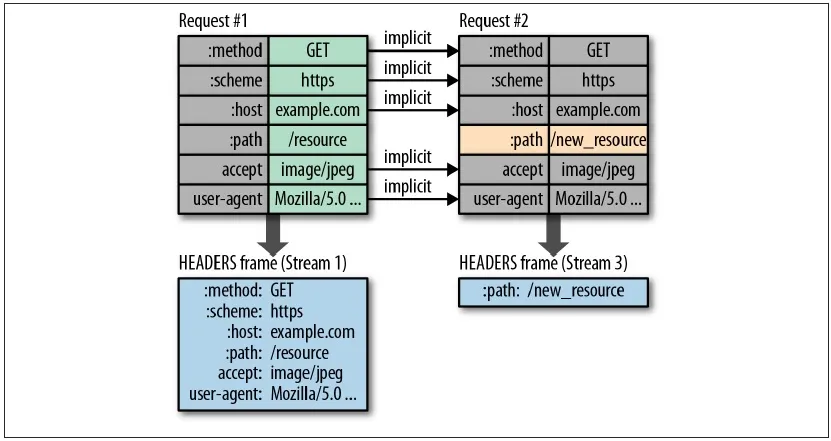 Request #1
:method GET
:scheme https
:host example.com
:path /resource
accept image/jpeg
user-agent Mozilla/5.0 ...
implicit
implicit
implicit
implicit
implicit
Request #2
:method GET
:scheme https
:host example.com
:path /new_resource
accept image/jpeg
user-agent Mozilla/5.0 ...
HEADERS frame (Stream 1)
:method: GET
:scheme: https
:host: example.com
:path: /resource
accept: image/jpeg
user-agent: Mozilla/5.0 ...
HEADERS frame (Stream 3)
:path: /new_resource